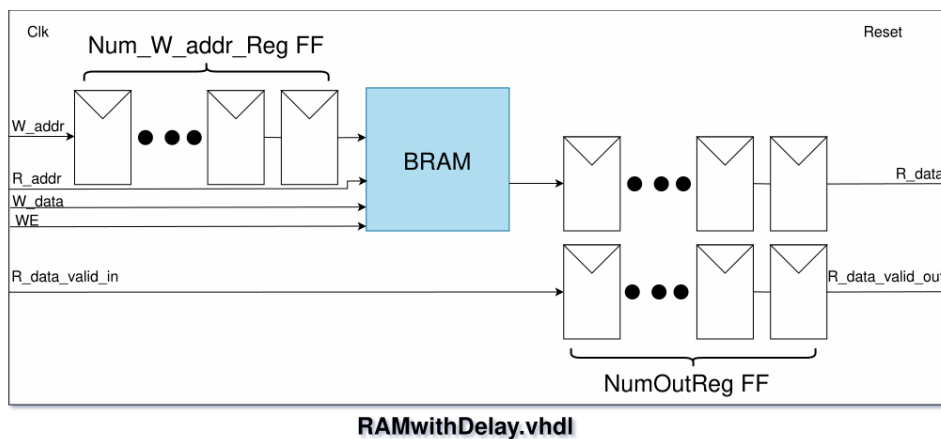 Clk
Reset
Num_W_addr_Reg FF
W_addr
R_addr
W_data
WE
BRAM
R_data
R_data_valid_in
R_data_valid_out
NumOutReg FF
RAMwithDelay.vhdl